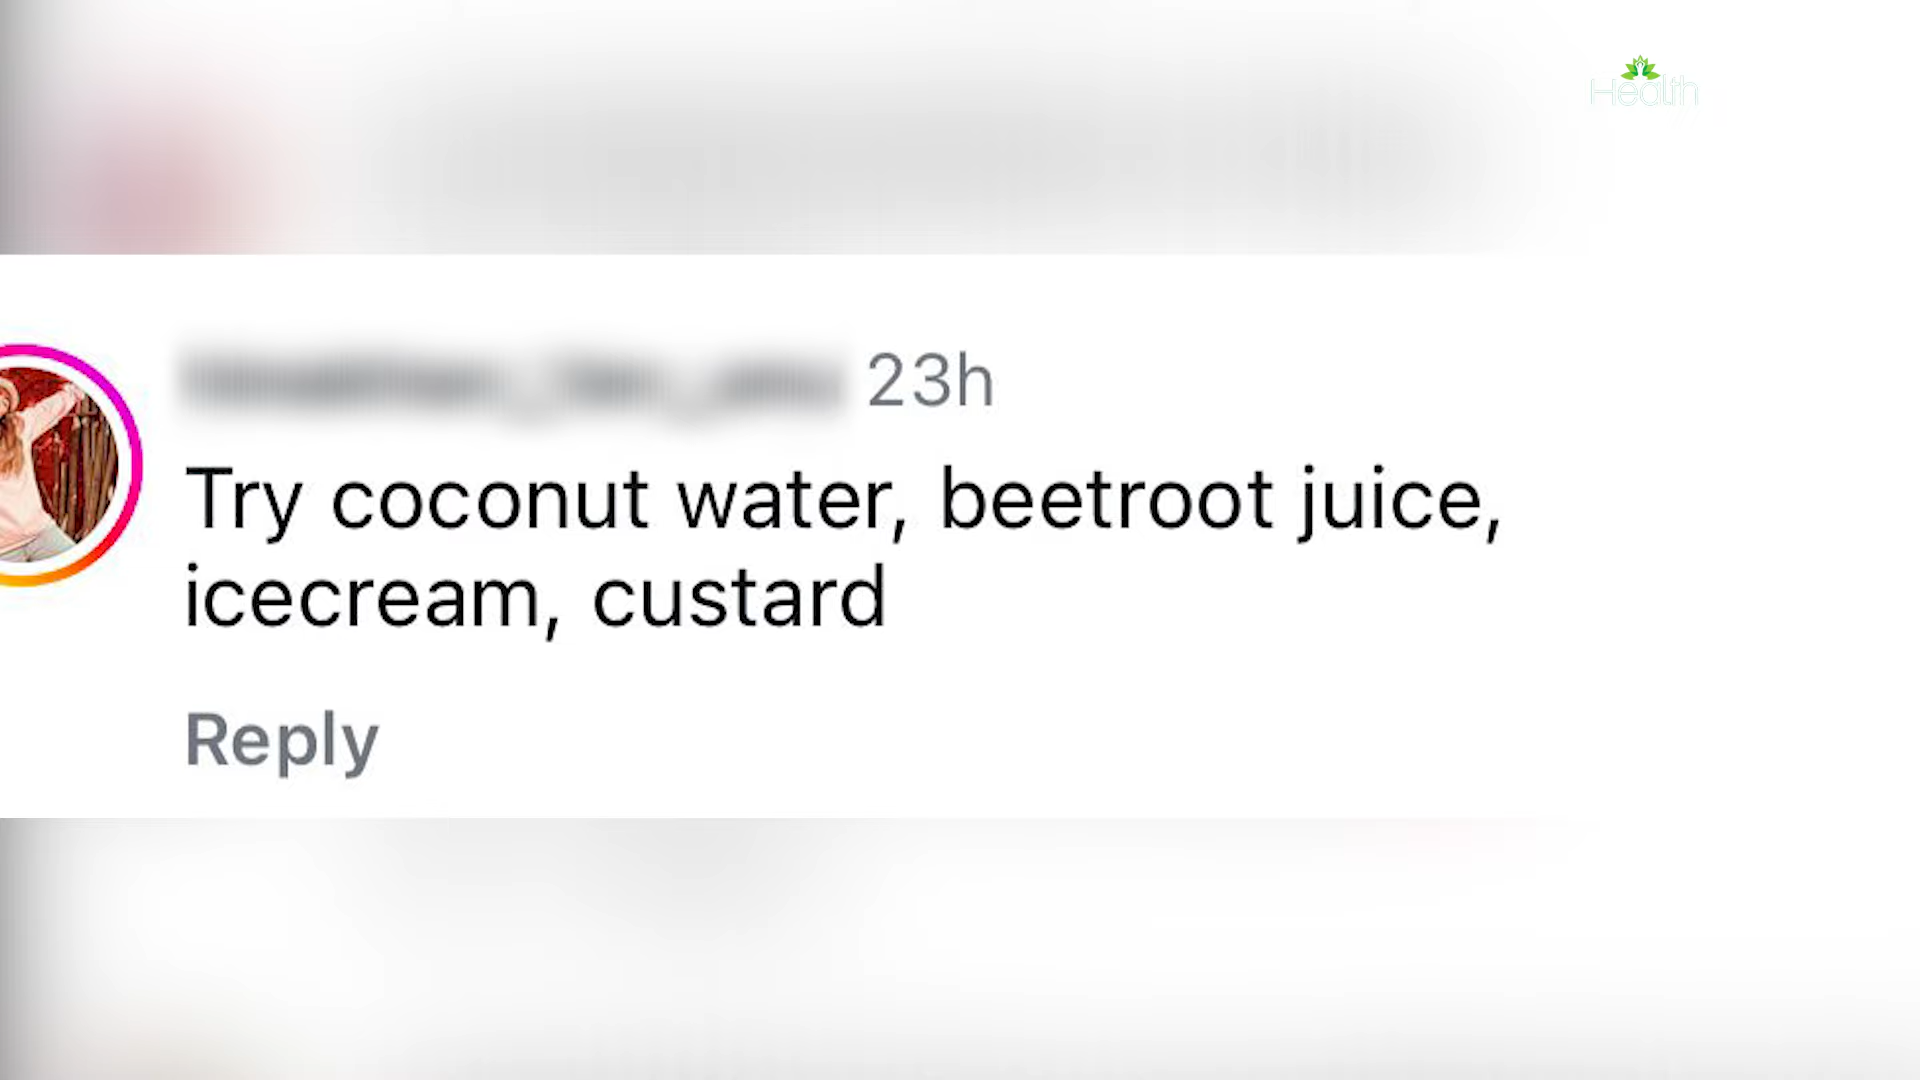 Health
23h
Try coconut water, beetroot juice,
icecream, custard
Reply